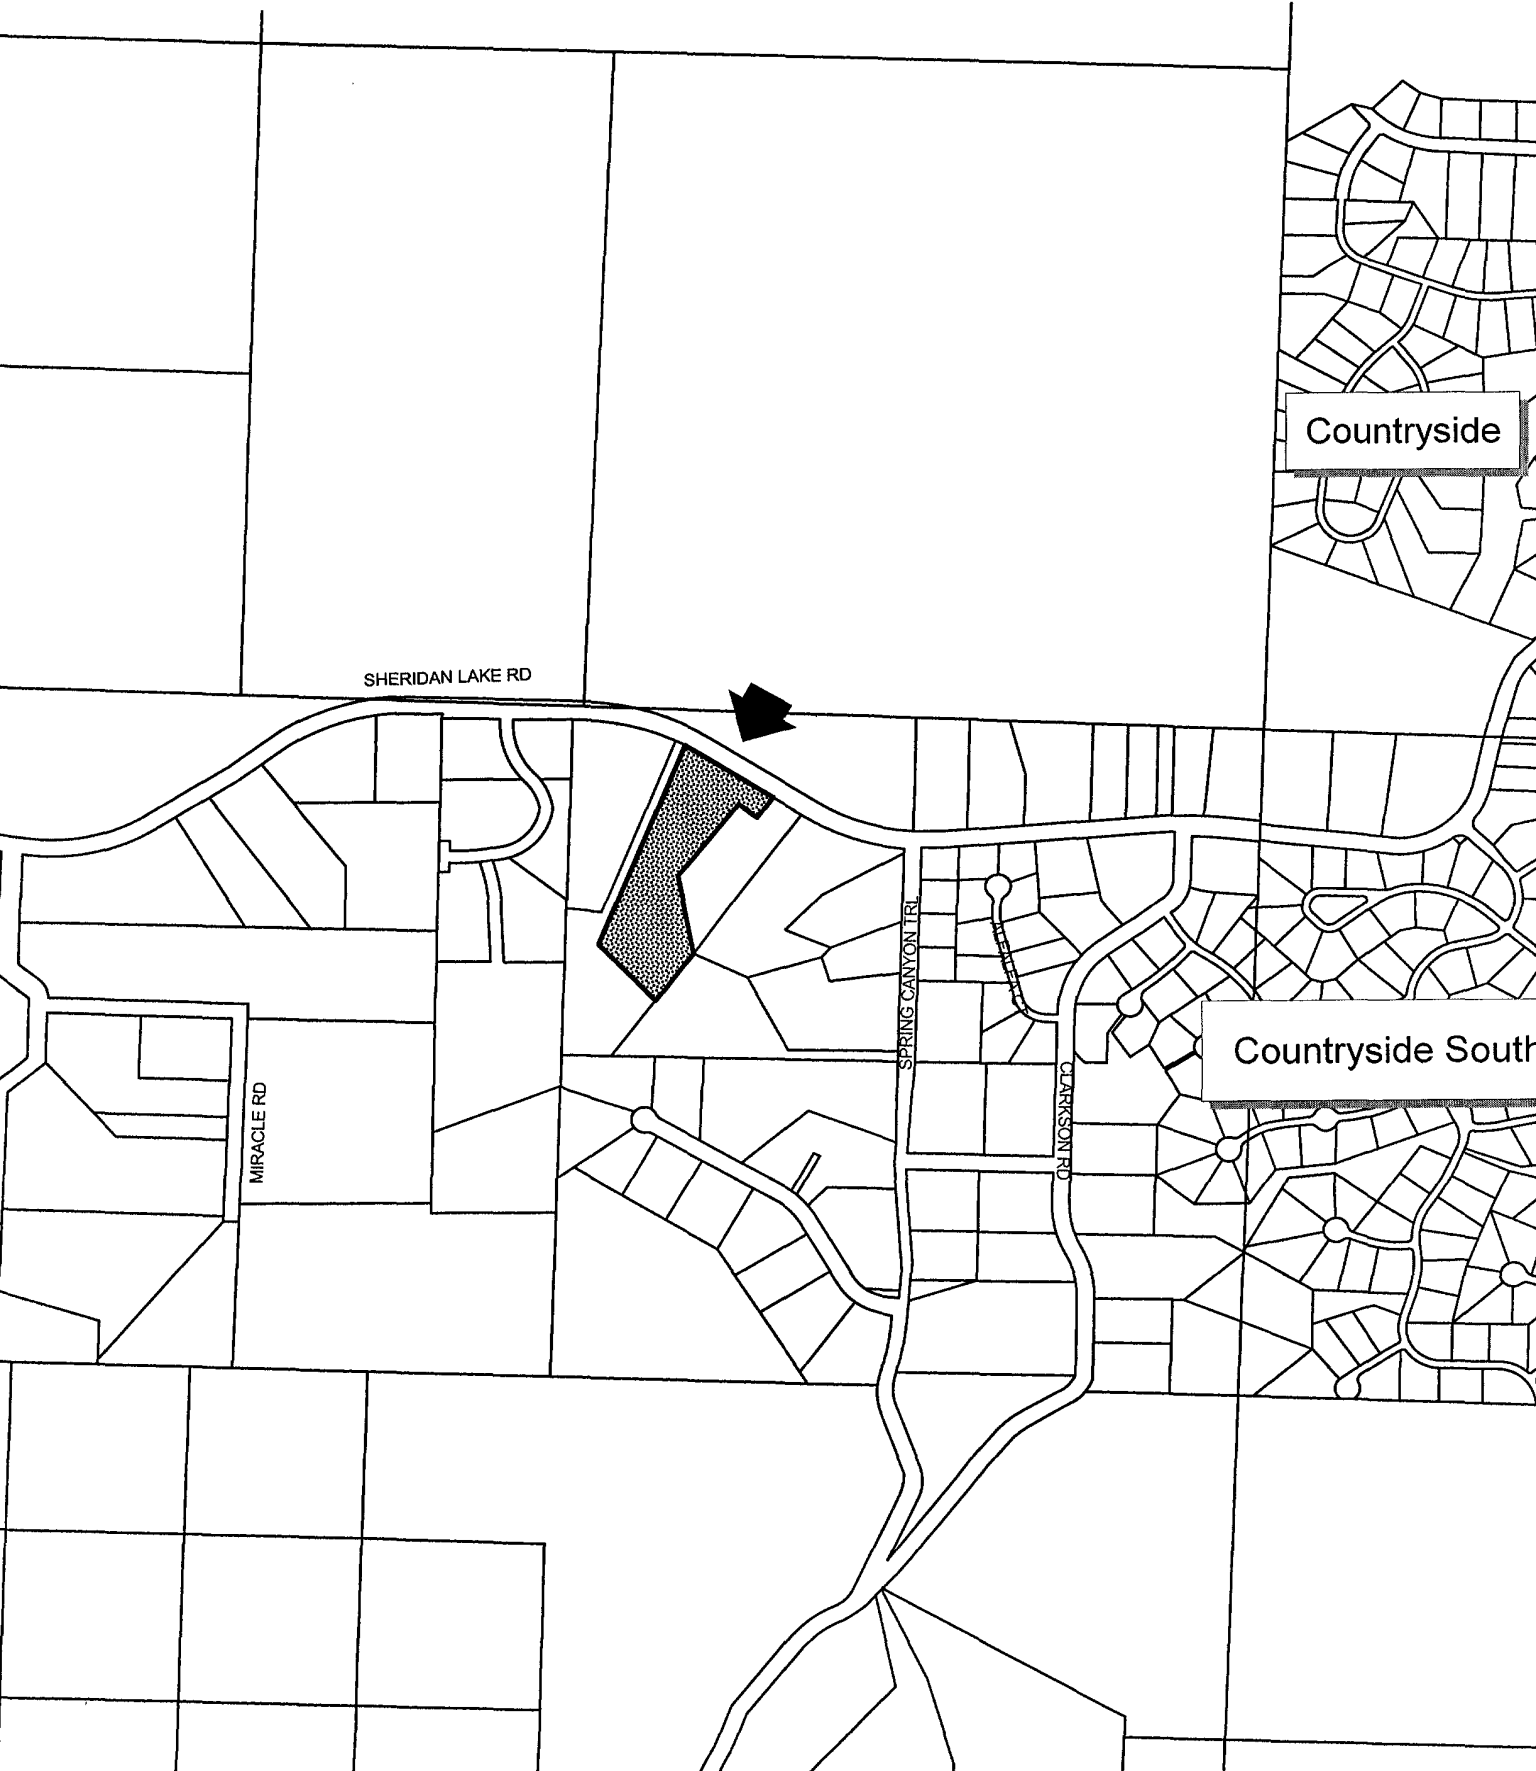 Countryside
SHERIDAN LAKE RD
SPRING CANYON TRL
Countryside South
CLARKSON RD
MIRACLE RD